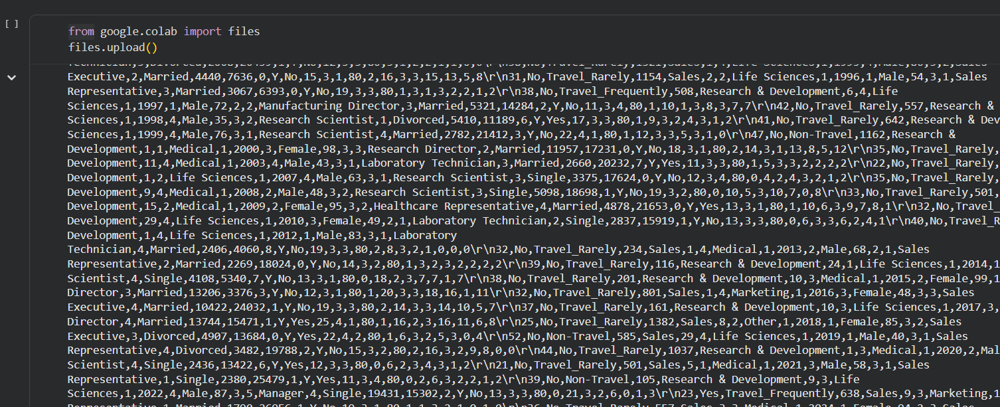 [ ]
from google.colab import files
files.upload()
Executive,2,Married,4440,7636,0,Y,No,15,3,1,80,2,16,3,3,15,13,5,8\r\n31,No,Travel_Rarely,1154,Sales,2,2,Life Sciences,1,1996,1,Male,54,3,1,Sales
Representative,3,Married,3067,6393,0,Y,No,19,3,3,80,1,3,1,3,2,2,1,2\r\n38,No,Travel_Frequently,508,Research & Development,6,4,Life
Sciences,1,1997,1,Male,72,2,2,Manufacturing Director,3,Married,5321,14284,2,Y,No,11,3,4,80,1,10,1,3,8,3,7,7\r\n42,No,Travel_Rarely,557,Research &
Sciences,1,1998,4,Male,35,3,2,Research Scientist,1,Divorced,5410,11189,6,Y,Yes,17,3,3,80,1,9,3,2,4,3,1,2\r\n41,No,Travel_Rarely,642,Research & Dev
Sciences,1,1999,4,Male,76,3,1,Research Scientist,4,Married,2782,21412,3,Y,No,22,4,1,80,1,12,3,3,5,3,1,0\r\n47,No,Non-Travel,1162,Research &
Development,1,1,Medical,1,2000,3,Female,98,3,3,Research Director,2,Married,11957,17231,0,Y,No,18,3,1,80,2,14,3,1,13,8,5,12\r\n35,No,Travel_Rarely,
Development,11,4,Medical,1,2003,4,Male,43,3,1,Laboratory Technician,3,Married,2660,20232,7,Y,Yes,11,3,3,80,1,5,3,3,2,2,2,2\r\n22,No,Travel_Rarely,
Development,1,2,Life Sciences,1,2007,4,Male,63,3,1,Research Scientist,3,Single,3375,17624,0,Y,No,12,3,4,80,0,4,2,4,3,2,1,2\r\n35,No,Travel_Rarely,
Development,9,4,Medical,1,2008,2,Male,48,3,2,Research Scientist,3,Single,5098,18698,1,Y,No,19,3,2,80,0,10,5,3,10,7,0,8\r\n33,No,Travel_Rarely,501,
Development,15,2,Medical,1,2009,2,Female,95,3,2,Healthcare Representative,4,Married,4878,21653,0,Y,Yes,13,3,1,80,1,10,6,3,9,7,8,1\r\n32,No,Travel_
Development,29,4,Life Sciences,1,2010,3,Female,49,2,1,Laboratory Technician,2,Single,2837,15919,1,Y,No,13,3,3,80,0,6,3,3,6,2,4,1\r\n40,No,Travel_R
Development,1,4,Life Sciences,1,2012,1,Male,83,3,1,Laboratory
Technician,4,Married,2406,4060,8,Y,No,19,3,3,80,2,8,3,2,1,0,0,0\r\n32,No,Travel_Rarely,234,Sales,1,4,Medical,1,2013,2,Male,68,2,1,Sales
Representative,2,Married,2269,18024,0,Y,No,14,3,2,80,1,3,2,3,2,2,2,2\r\n39,No,Travel_Rarely,116,Research & Development,24,1,Life Sciences,1,2014,1
Scientist,4,Single,4108,5340,7,Y,No,13,3,1,80,0,18,2,3,7,7,1,7\r\n38,No,Travel_Rarely,201,Research & Development,10,3,Medical,1,2015,2,Female,99,1
Director,3,Married,13206,3376,3,Y,No,12,3,1,80,1,20,3,3,18,16,1,11\r\n32,No,Travel_Rarely,801,Sales,1,4,Marketing,1,2016,3,Female,48,3,3,Sales
Executive,4,Married,10422,24032,1,Y,No,19,3,3,80,2,14,3,3,14,10,5,7\r\n37,No,Travel_Rarely,161,Research & Development,10,3,Life Sciences,1,2017,3,
Director,4,Married,13744,15471,1,Y,Yes,25,4,1,80,1,16,2,3,16,11,6,8\r\n25,No,Travel_Rarely,1382,Sales,8,2,Other,1,2018,1,Female,85,3,2,Sales
Executive,3,Divorced,4907,13684,0,Y,Yes,22,4,2,80,1,6,3,2,5,3,0,4\r\n52,No,Non-Travel,585,Sales,29,4,Life Sciences,1,2019,1,Male,40,3,1,Sales
Representative,4,Divorced,3482,19788,2,Y,No,15,3,2,80,2,16,3,2,9,8,0,0\r\n44,No,Travel_Rarely,1037,Research & Development,1,3,Medical,1,2020,2,Mal
Scientist,4,Single,2436,13422,6,Y,Yes,12,3,3,80,0,6,2,3,4,3,1,2\r\n21,No,Travel_Rarely,501,Sales,5,1,Medical,1,2021,3,Male,58,3,1,Sales
Representative,1,Single,2380,25479,1,Y,Yes,11,3,4,80,0,2,6,3,2,2,1,2\r\n39,No,Non-Travel,105,Research & Development,9,3,Life
Sciences,1,2022,4,Male,87,3,5,Manager,4,Single,19431,15302,2,Y,No,13,3,3,80,0,21,3,2,6,0,1,3\r\n23,Yes,Travel_Frequently,638,Sales,9,3,Marketing,1